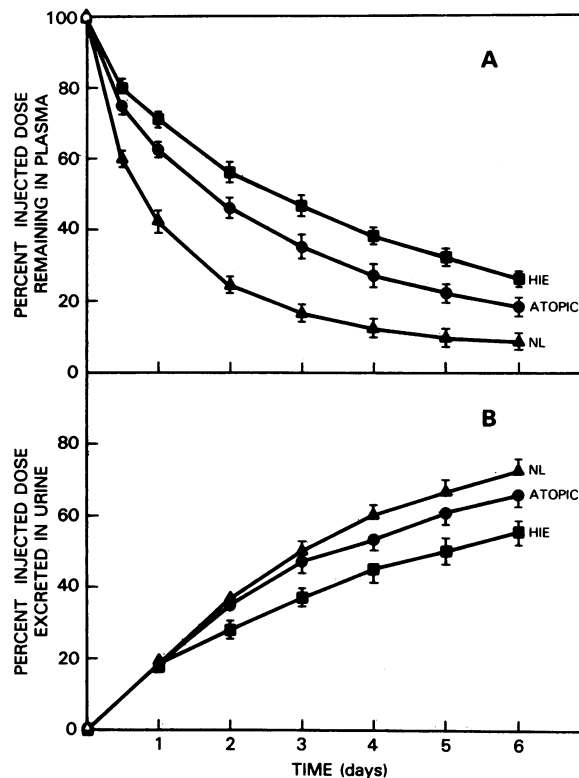 100
A
80
60
40
20
0
PERCENT INJECTED DOSE
REMAINING IN PLASMA
HIE
ATOPIC
NL
B
80
60
40
20
0
PERCENT INJECTED DOSE
EXCRETED IN URINE
NL
ATOPIC
HIE
1 2 3 4 5 6
TIME (days)